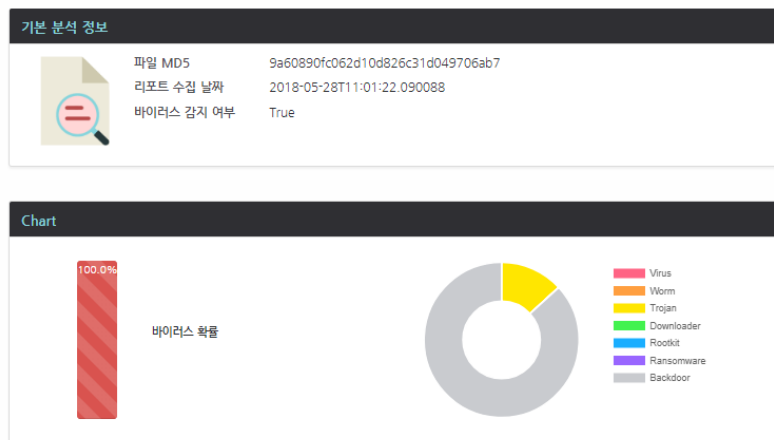 기본 분석 정보
파일 MD5 9a60890fc062d10d826c31d049706ab7
리포트 수집 날짜 2018-05-28T11:01:22.090088
바이러스 감지 여부 True
Chart
100.0%
바이러스 확률
Virus
Worm
Trojan
Downloader
Rootkit
Ransomware
Backdoor